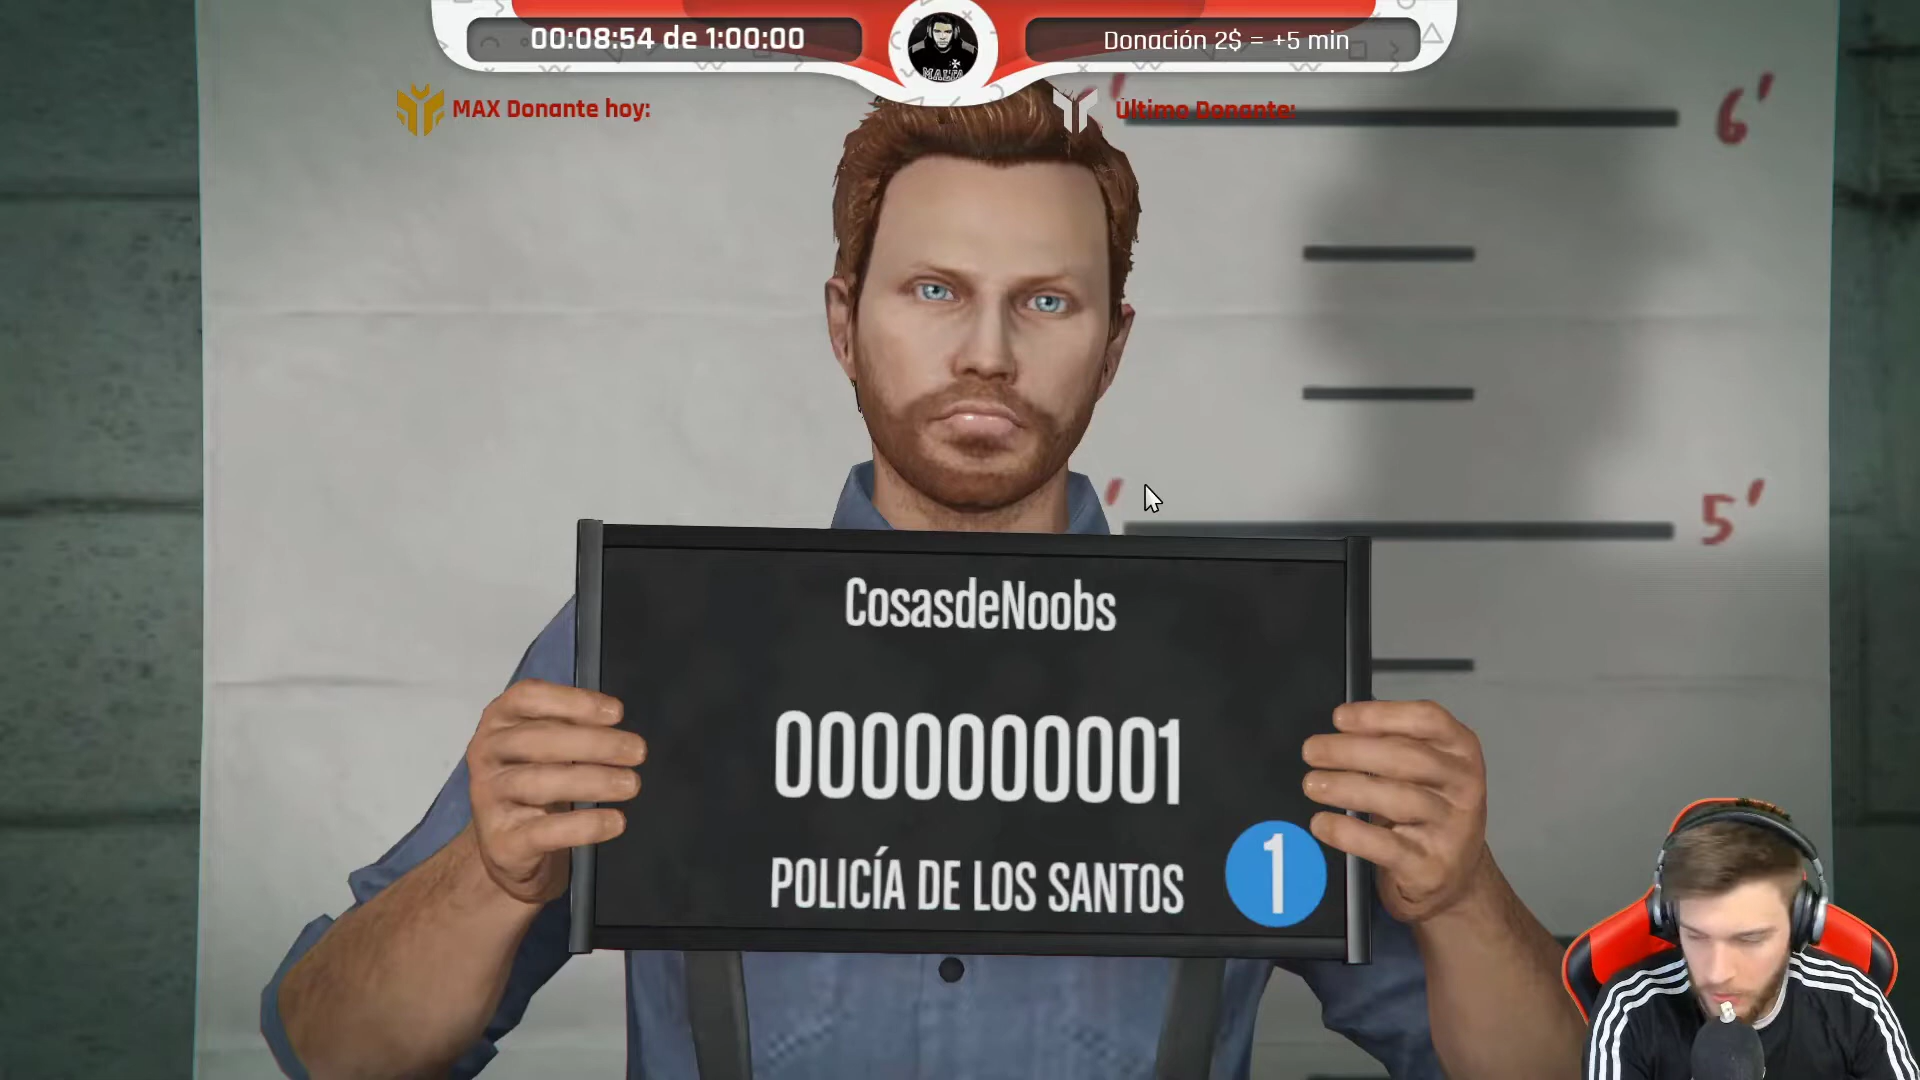 00:08:54 de 1:00:00
MALTA
Donación 2$ = +5 min
MAX Donante hoy:
Último Donante:
6'
5'
CosasdeNoobs
0000000001
POLICÍA DE LOS SANTOS
1